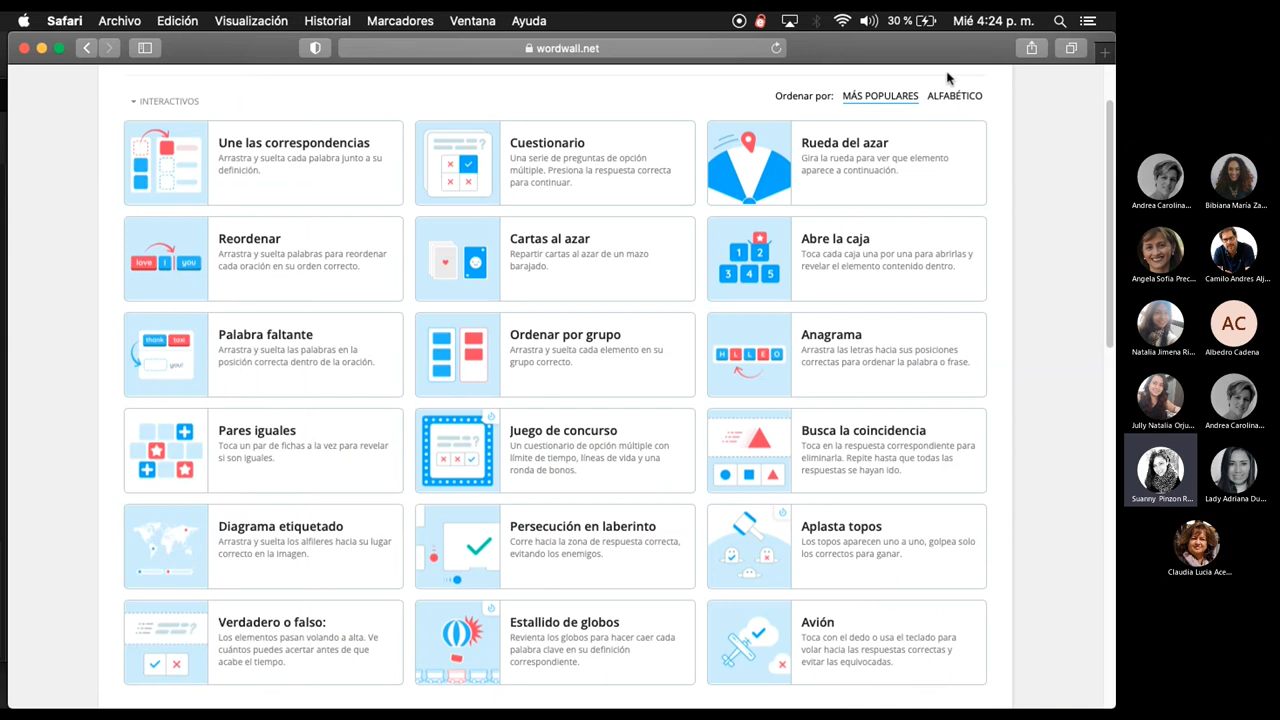 Safari Archivo Edición Visualización Historial Marcadores Ventana Ayuda 30 % Mié 4:24 p. m.
wordwall.net
INTERACTIVOS
Ordenar por: MÁS POPULARES ALFABÉTICO
Une las correspondencias
Arrastra y suelta cada palabra junto a su
definición.
Cuestionario
Una serie de preguntas de opción
múltiple. Presiona la respuesta correcta
para continuar.
Rueda del azar
Gira la rueda para ver que elemento
aparece a continuación.
love I you
Reordenar
Arrastra y suelta palabras para reordenar
cada oración en su orden correcto.
Cartas al azar
Repartir cartas al azar de un mazo
barajado.
1 2
3 4 5
Abre la caja
Toca cada caja una por una para abrirlas y
revelar el elemento contenido dentro.
thank
you!
Palabra faltante
Arrastra y suelta las palabras en la
posición correcta dentro de la oración.
Ordenar por grupo
Arrastra y suelta cada elemento en su
grupo correcto.
H L L E O
Anagrama
Arrastra las letras hacia sus posiciones
correctas para ordenar la palabra o frase.
Pares iguales
Toca un par de fichas a la vez para revelar
si son iguales.
Juego de concurso
Un cuestionario de opción múltiple con
límite de tiempo, líneas de vida y una
ronda de bonos.
Busca la coincidencia
Toca en la respuesta correspondiente para
eliminarla. Repite hasta que todas las
respuestas se hayan ido.
Diagrama etiquetado
Arrastra y suelta los alfileres hacia su lugar
correcto en la imagen.
Persecución en laberinto
Corre hacia la zona de respuesta correcta,
evitando los enemigos.
Aplasta topos
Los topos aparecen uno a uno, golpea solo
los correctos para ganar.
Verdadero o falso:
Los elementos pasan volando a alta. Ve
cuántos puedes acertar antes de que
acabe el tiempo.
Estallido de globos
Revienta los globos para hacer caer cada
palabra clave en su definición
correspondiente.
Avión
Toca con el dedo o usa el teclado para
volar hacia las respuestas correctas y
evitar las equivocadas.
Andrea Carolina...
Bibiana María Za...
Angela Sofia Prec...
Camilo Andres Alj...
Natalia Jimena Ri...
AC
Albedro Cadena
Jully Natalia Orju...
Andrea Carolina...
Suanny Pinzon R...
Lady Adriana Du...
Claudia Lucia Ace...